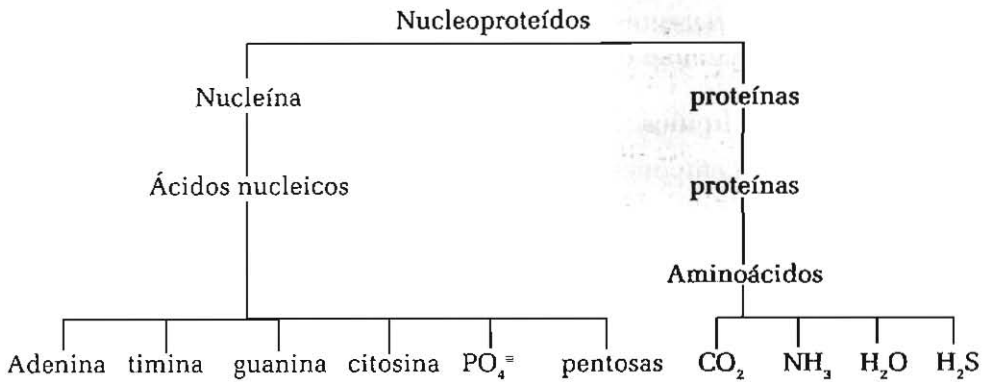 Nucleoproteídos
Nucleína proteínas
Ácidos nucleicos proteínas
Aminoácidos
Adenina timina guanina citosina PO₄≡ pentosas CO₂ NH₃ H₂O H₂S